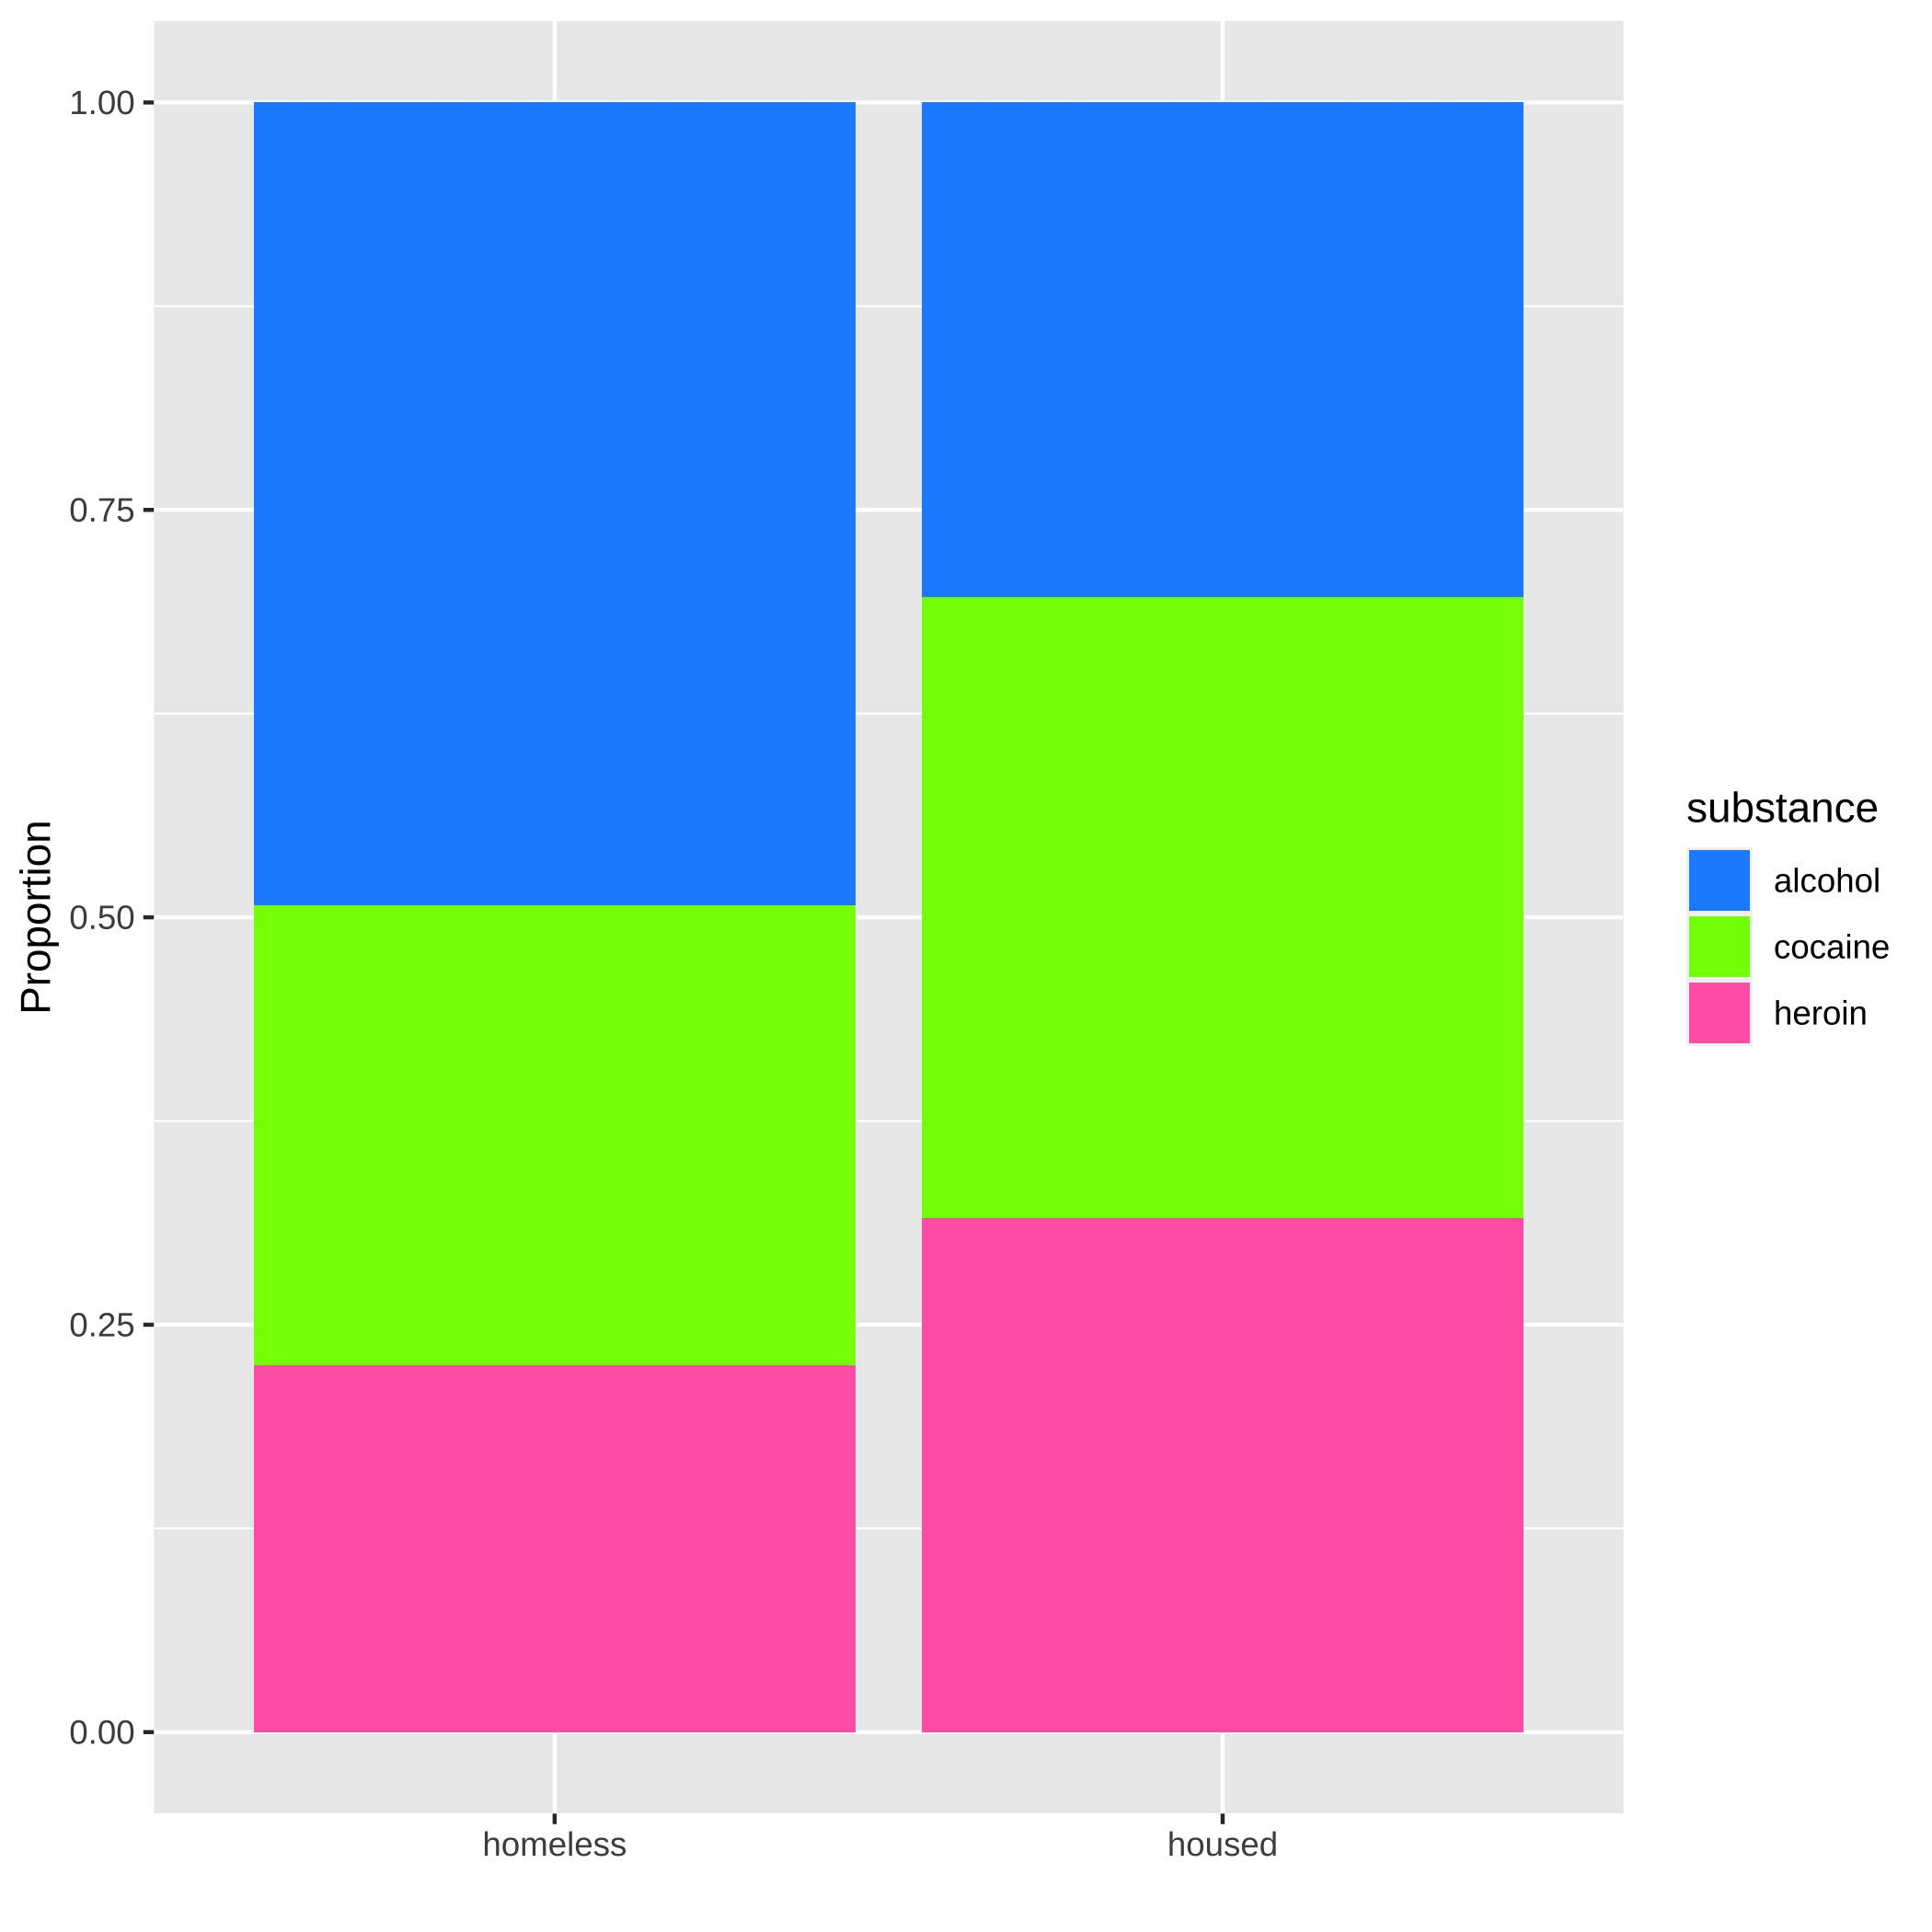 Proportion
1.00
0.75
0.50
0.25
0.00
homeless
housed
substance
alcohol
cocaine
heroin